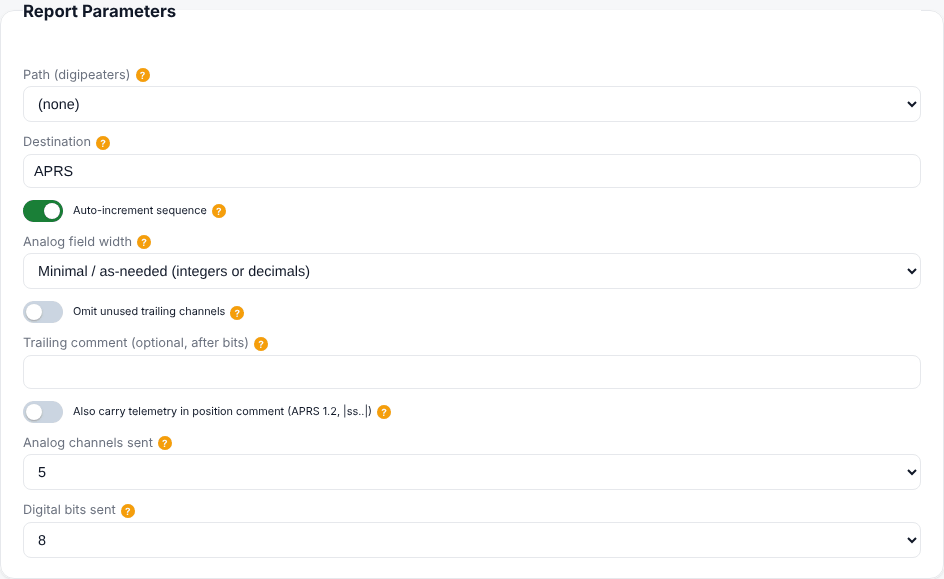 Report Parameters
Path (digipeaters) ?
(none)
Destination ?
APRS
Auto-increment sequence ?
Analog field width ?
Minimal / as-needed (integers or decimals)
Omit unused trailing channels ?
Trailing comment (optional, after bits) ?
Also carry telemetry in position comment (APRS 1.2, |ss..|) ?
Analog channels sent ?
5
Digital bits sent ?
8